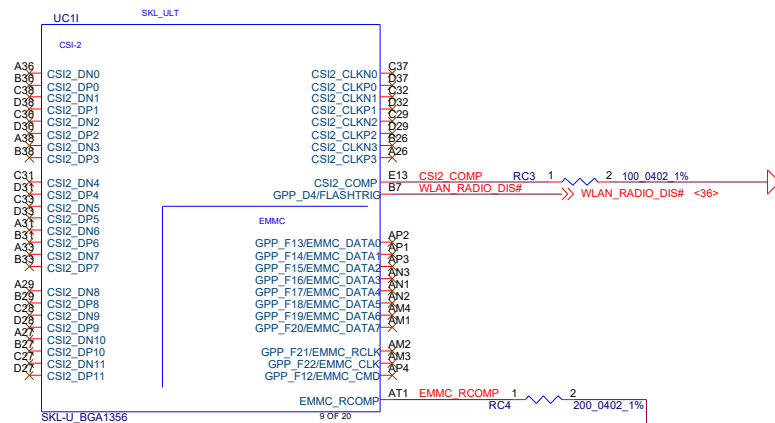 UC1I
SKL_ULT
CSI-2
A36 CSI2_DN0
B36 CSI2_DP0
C38 CSI2_DN1
D38 CSI2_DP1
C36 CSI2_DN2
D36 CSI2_DP2
A38 CSI2_DN3
B38 CSI2_DP3
C31 CSI2_DN4
D31 CSI2_DP4
C33 CSI2_DN5
D33 CSI2_DP5
A31 CSI2_DN6
B31 CSI2_DP6
A33 CSI2_DN7
B33 CSI2_DP7
A29 CSI2_DN8
B29 CSI2_DP8
C28 CSI2_DN9
D28 CSI2_DP9
A27 CSI2_DN10
B27 CSI2_DP10
C27 CSI2_DN11
D27 CSI2_DP11
CSI2_CLKN0 C37
CSI2_CLKP0 D37
CSI2_CLKN1 C32
CSI2_CLKP1 D32
CSI2_CLKN2 C29
CSI2_CLKP2 D29
CSI2_CLKN3 B26
CSI2_CLKP3 A26
CSI2_COMP E13 CSI2_COMP RC3 1 2 100_0402_1%
GPP_D4/FLASHTRIG B7 WLAN_RADIO_DIS# WLAN_RADIO_DIS# <36>
EMMC
GPP_F13/EMMC_DATA0 AP2
GPP_F14/EMMC_DATA1 AP1
GPP_F15/EMMC_DATA2 AP3
GPP_F16/EMMC_DATA3 AN3
GPP_F17/EMMC_DATA4 AN1
GPP_F18/EMMC_DATA5 AN2
GPP_F19/EMMC_DATA6 AM4
GPP_F20/EMMC_DATA7 AM1
GPP_F21/EMMC_RCLK AM2
GPP_F22/EMMC_CLK AM3
GPP_F12/EMMC_CMD AP4
EMMC_RCOMP AT1 EMMC_RCOMP 1 2
RC4 200_0402_1%
SKL-U_BGA1356
9 OF 20